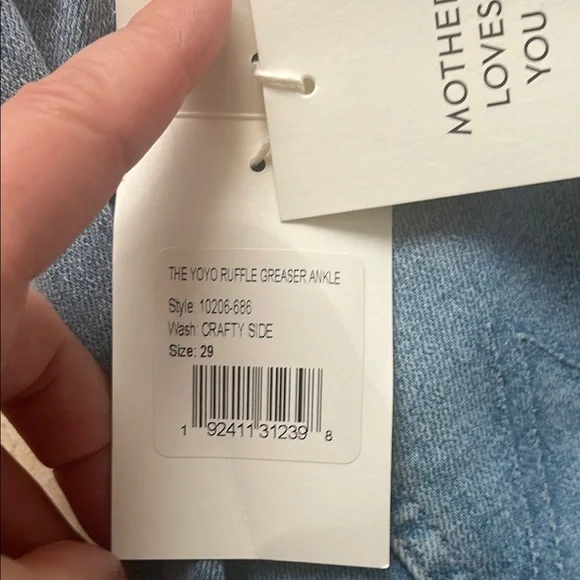 MOTHER
LOVES
YOU
THE YOYO RUFFLE GREASER ANKLE
Style: 10206-686
Wash: CRAFTY SIDE
Size: 29
1 92411 31239 8